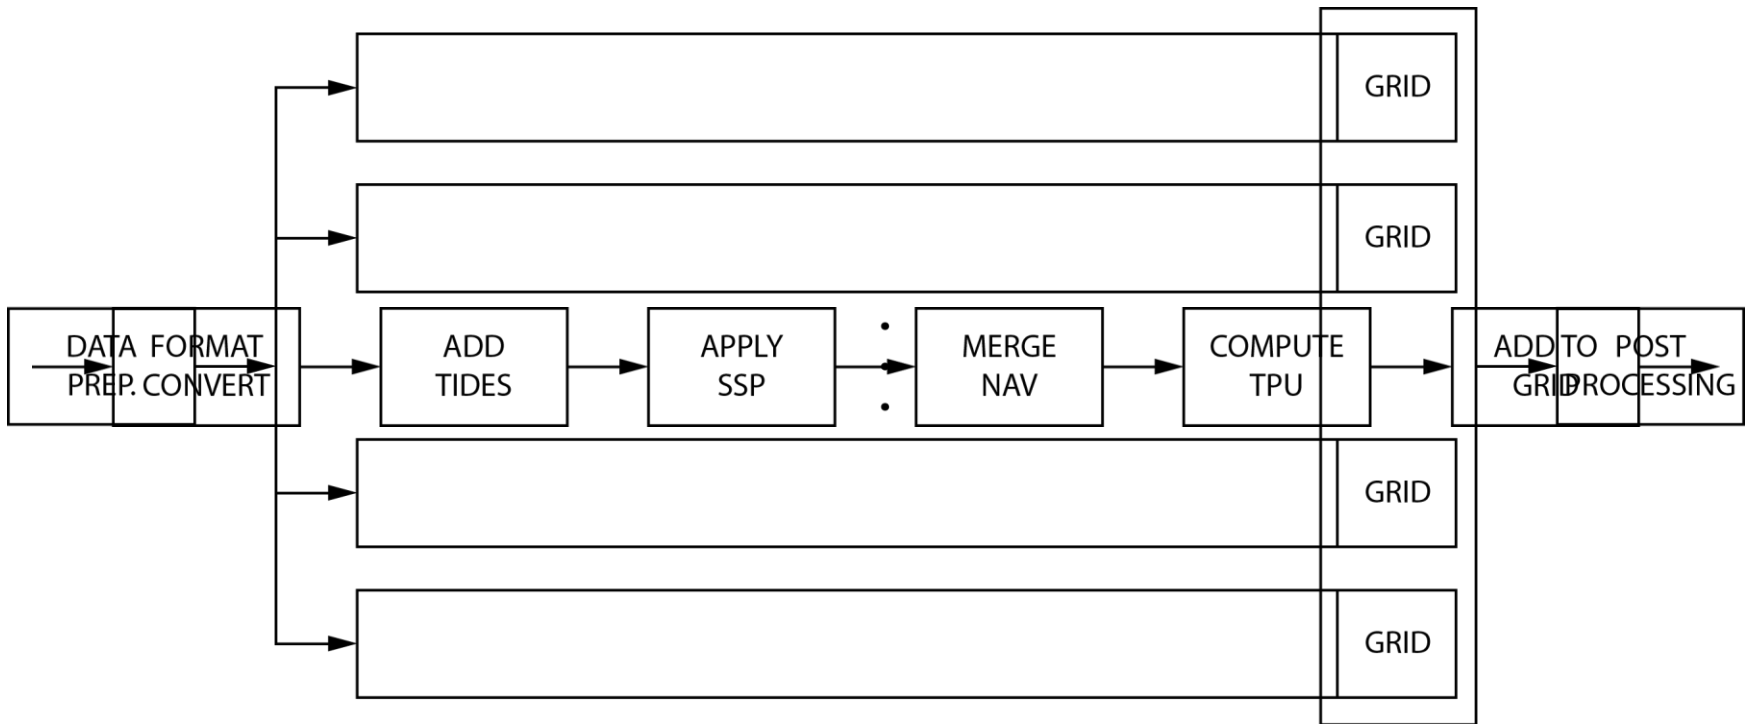 GRID
GRID
DATA
PREP.
FORMAT
CONVERT
ADD
TIDES
APPLY
SSP
MERGE
NAV
COMPUTE
TPU
ADD TO
GRID
POST
PROCESSING
GRID
GRID